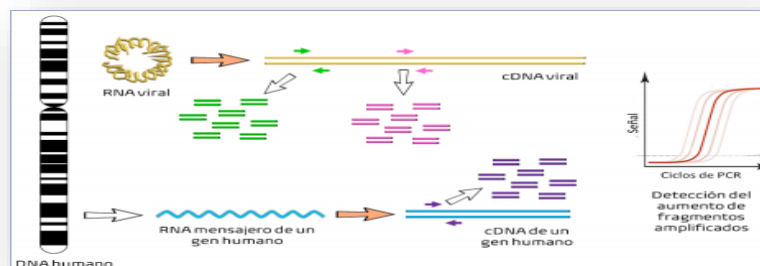 RNA viral
cDNA viral
RNA mensajero de un
gen humano
cDNA de un
gen humano
DNA humano
Señal
Ciclos de PCR
Detección del
aumento de
fragmentos
amplificados